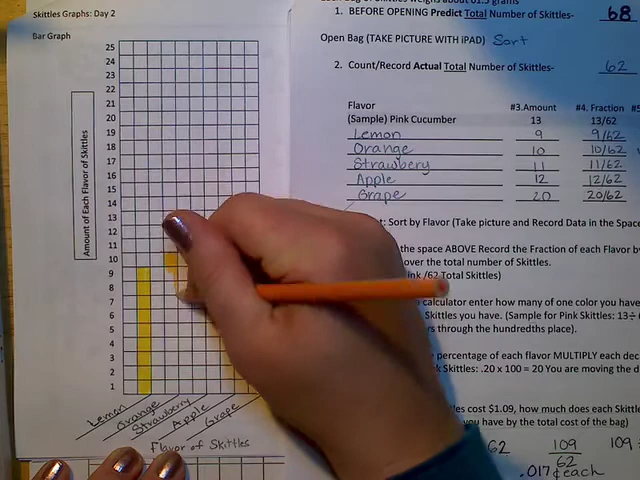 Skittles Graphs: Day 2
Bar Graph
25
24
23
22
21
20
19
18
17
16
15
14
13
12
11
10
9
8
7
6
5
4
3
2
1
Amount of Each Flavor of Skittles
Lemon
Orange
Strawberry
Apple
Grape
Flavor of Skittles
1. BEFORE OPENING Predict Total Number of Skittles- 68
Open Bag (TAKE PICTURE WITH iPAD) Sort
2. Count/Record Actual Total Number of Skittles- 62
Flavor #3.Amount #4. Fraction
(Sample) Pink Cucumber 13 13/62
Lemon 9 9/62
Orange 10 10/62
Strawbery 11 11/62
Apple 12 12/62
Grape 20 20/62
: Sort by Flavor (Take picture and Record Data in the Space
the space ABOVE Record the Fraction of each Flavor by
over the total number of Skittles.
ink /62 Total Skittles)
calculator enter how many of one color you have
Skittles you have. (Sample for Pink Skittles: 13÷
rs through the hundredths place).
percentage of each flavor MULTIPLY each dec
k Skittles: .20 x 100 = 20 You are moving the d
tles cost $1.09, how much does each Skittle
you have by the total cost of the bag)
62 109/62 109
.017¢ each